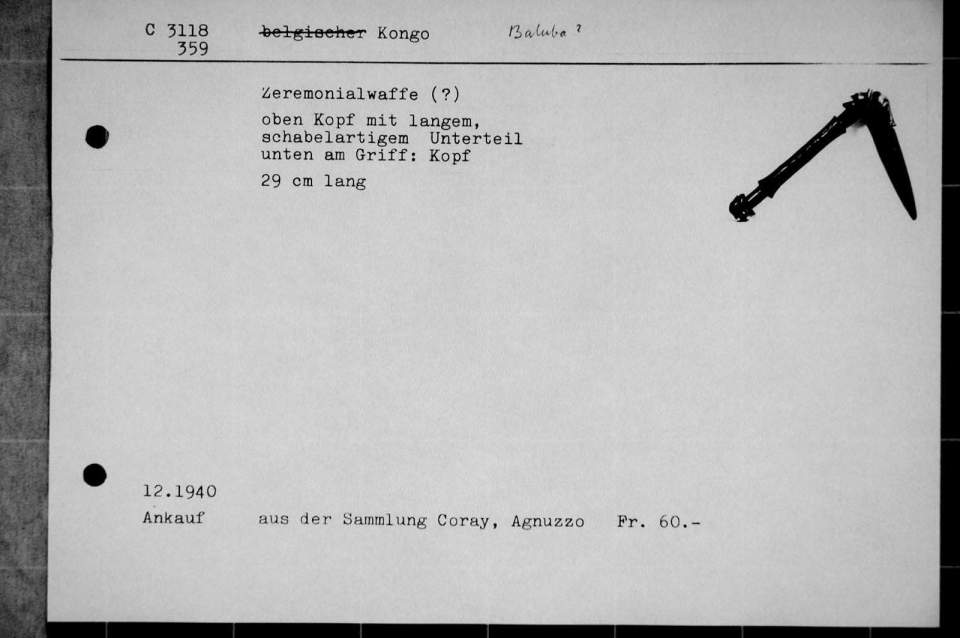 C 3118 belgischer Kongo Baluba ?
359
Zeremonialwaffe (?)
oben Kopf mit langem,
schabelartigem Unterteil
unten am Griff: Kopf
29 cm lang
12.1940
Ankauf aus der Sammlung Coray, Agnuzzo Fr. 60.-